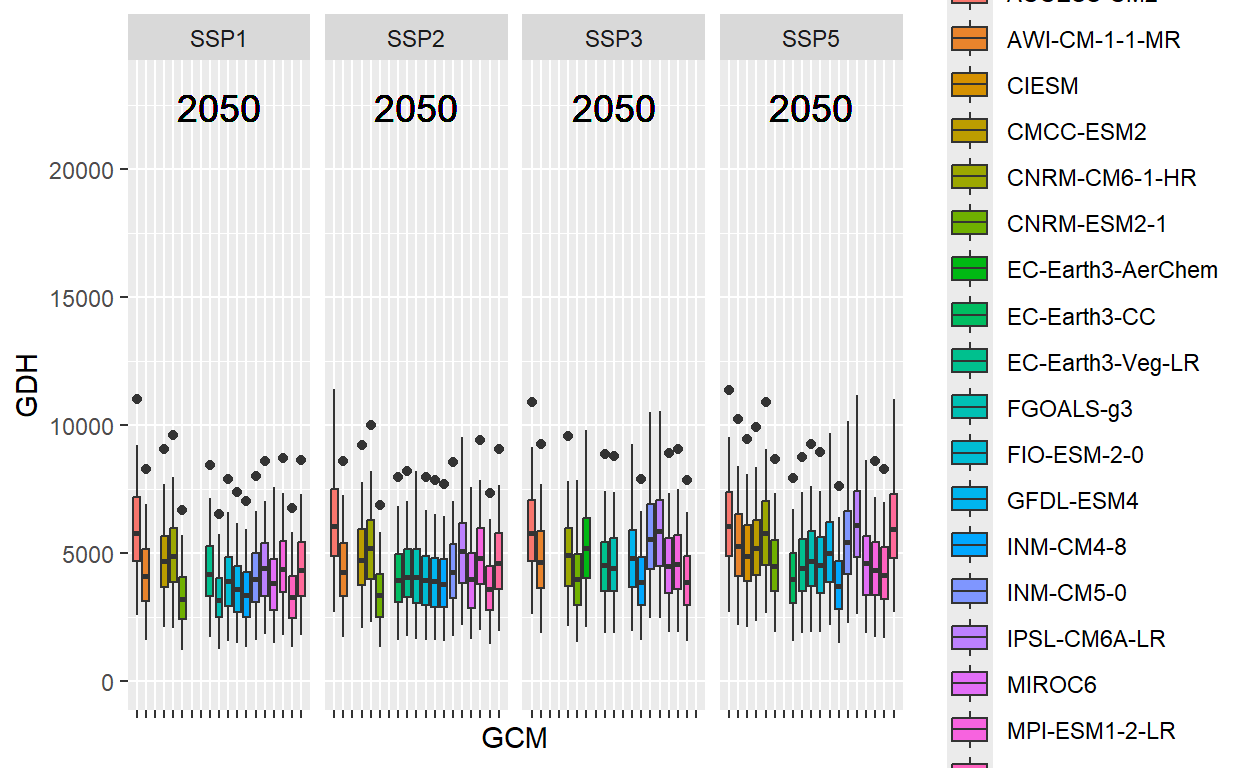 SSP1
SSP2
SSP3
SSP5
2050
2050
2050
2050
20000
15000
10000
5000
0
GDH
GCM
AWI-CM-1-1-MR
CIESM
CMCC-ESM2
CNRM-CM6-1-HR
CNRM-ESM2-1
EC-Earth3-AerChem
EC-Earth3-CC
EC-Earth3-Veg-LR
FGOALS-g3
FIO-ESM-2-0
GFDL-ESM4
INM-CM4-8
INM-CM5-0
IPSL-CM6A-LR
MIROC6
MPI-ESM1-2-LR